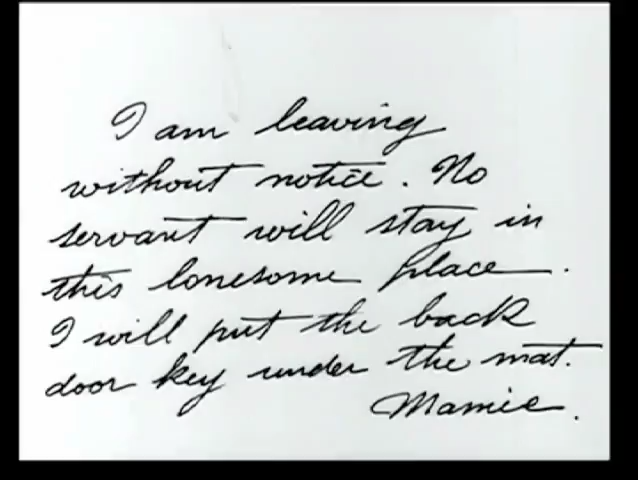 I am leaving
without notice. No
servant will stay in
this lonesome place.
I will put the back
door key under the mat.
Mamie.